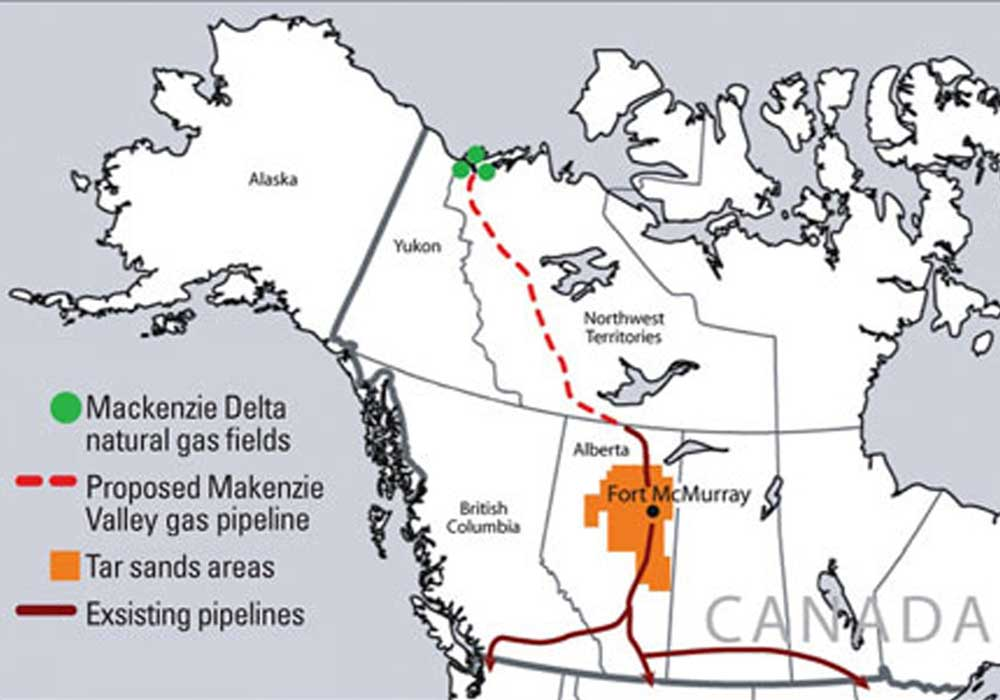 Alaska
Yukon
Northwest
Territories
Mackenzie Delta
natural gas fields
Proposed Makenzie
Valley gas pipeline
Tar sands areas
Exsisting pipelines
Alberta
Fort McMurray
British
Columbia
CANADA